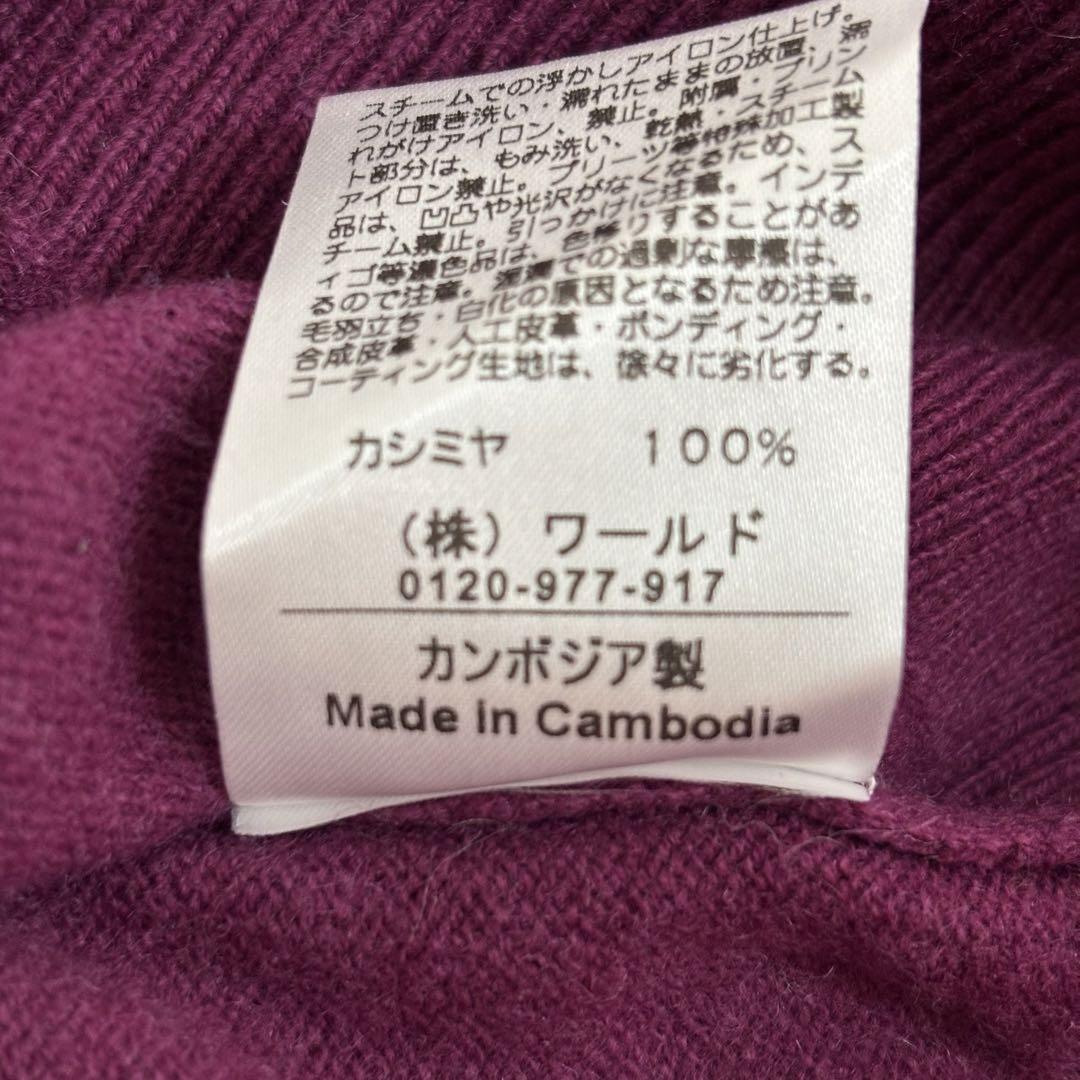 スチームでの浮かしアイロン仕上げ。
つけ置き洗い・濡れたままの放置、濡
れがけアイロン、禁止。附属・プリン
ト部分は、もみ洗い、乾熱・スチーム
アイロン禁止。プリーツ等特殊加工製
品は、凹凸や光沢がなくなるため、ス
チーム禁止。引っかけに注意。インデ
ィゴ等濃色品は、色移りすることがあ
るので注意。湿潤での過剰な摩擦は、
毛羽立ち・白化の原因となるため注意。
合成皮革・人工皮革・ボンディング・
コーティング生地は、徐々に劣化する。
カシミヤ 100%
(株) ワールド
0120-977-917
カンボジア製
Made in Cambodia